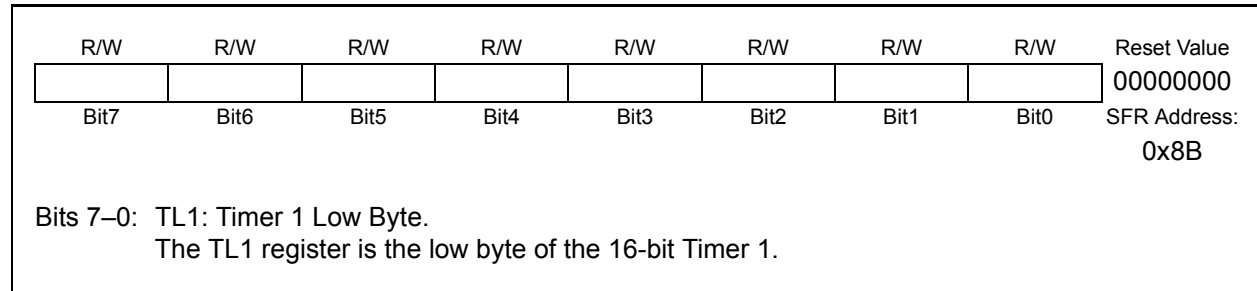 R/W R/W R/W R/W R/W R/W R/W R/W Reset Value
00000000
Bit7 Bit6 Bit5 Bit4 Bit3 Bit2 Bit1 Bit0 SFR Address:
0x8B
Bits 7–0: TL1: Timer 1 Low Byte.
The TL1 register is the low byte of the 16-bit Timer 1.